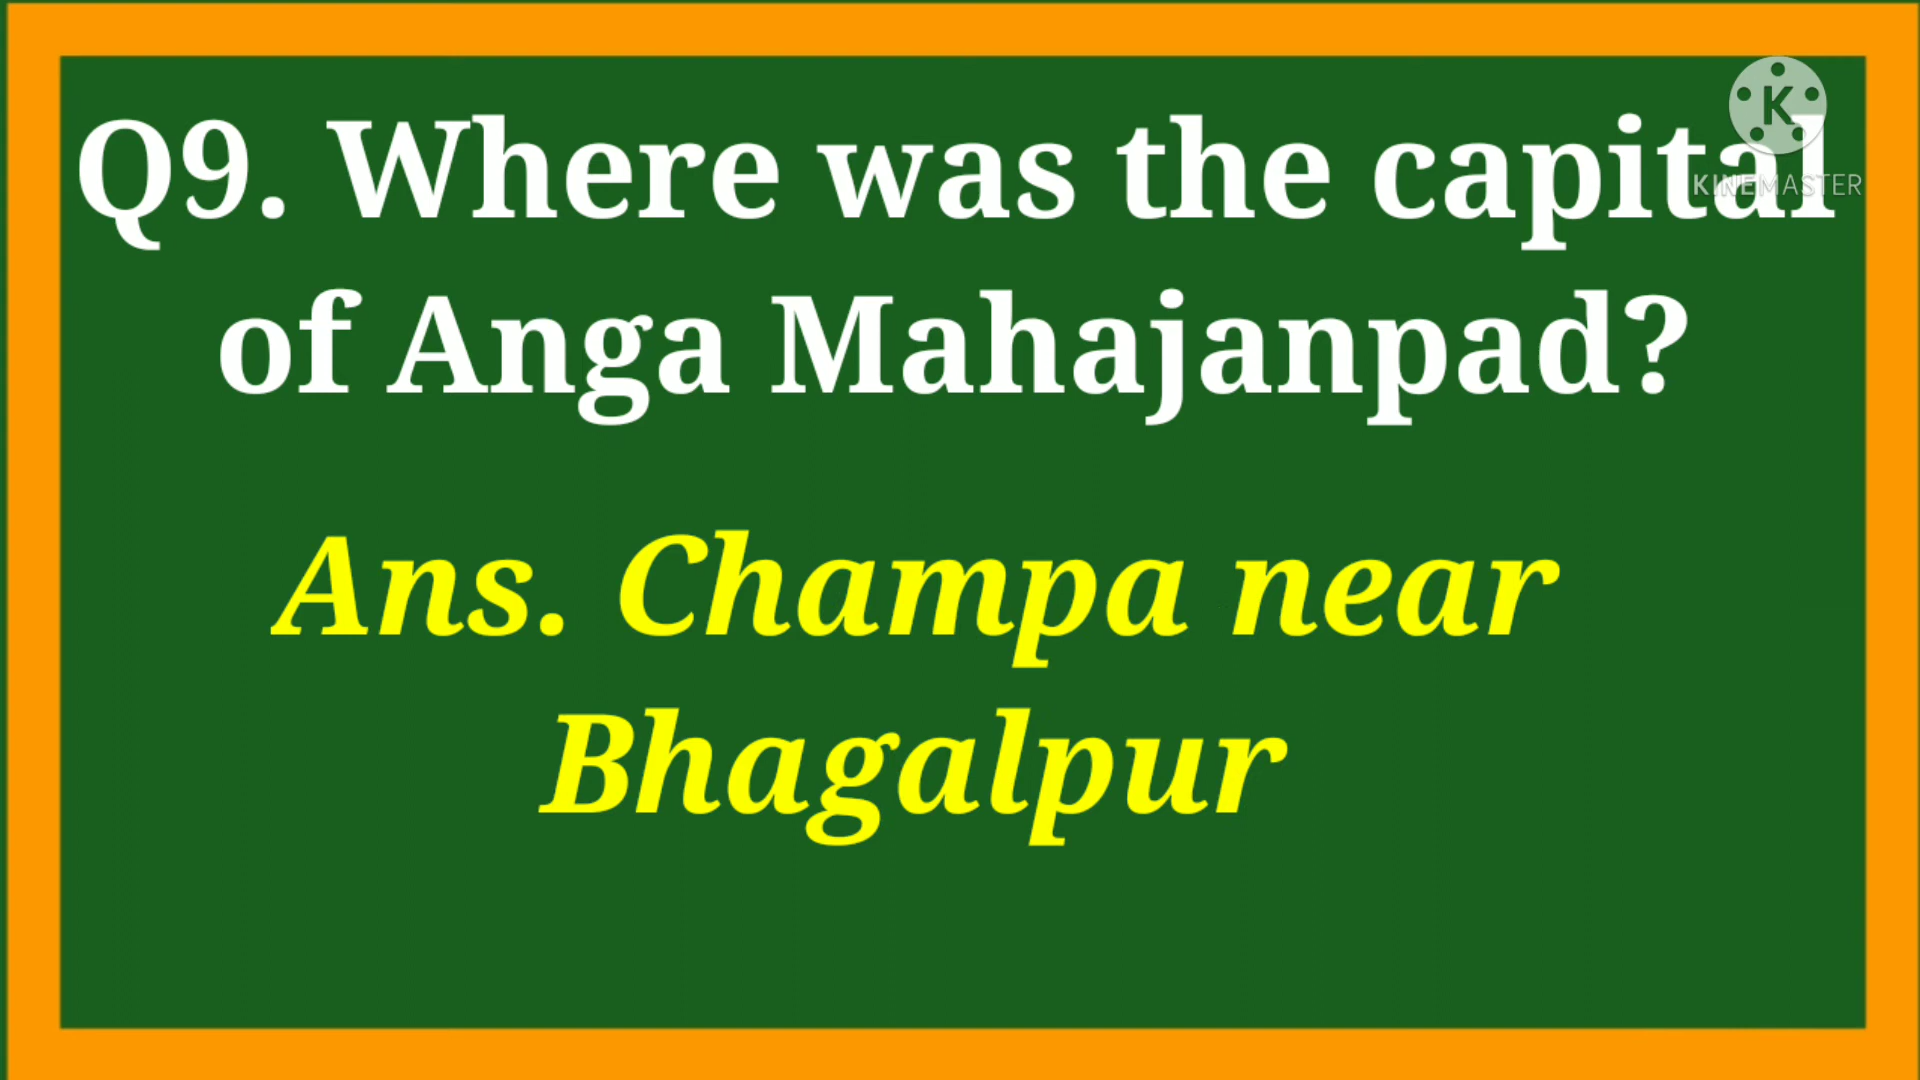 Q9. Where was the capital
of Anga Mahajanpad?
Ans. Champa near
Bhagalpur
K
KINEMASTER